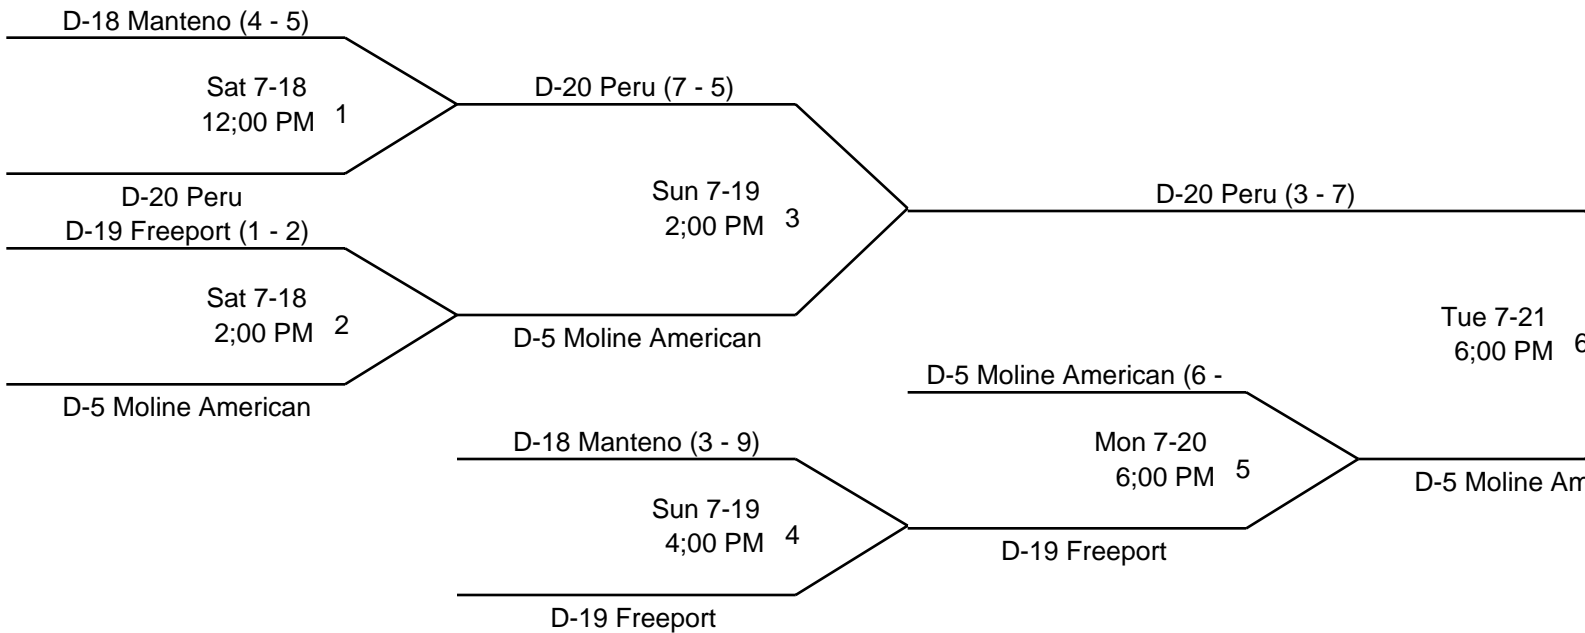 D-18 Manteno (4 - 5)
Sat 7-18
12;00 PM 1
D-20 Peru
D-20 Peru (7 - 5)
D-19 Freeport (1 - 2)
Sat 7-18
2;00 PM 2
D-5 Moline American
Sun 7-19
2;00 PM 3
D-5 Moline American
D-20 Peru (3 - 7)
D-18 Manteno (3 - 9)
Sun 7-19
4;00 PM 4
D-19 Freeport
D-5 Moline American (6 -
Mon 7-20
6;00 PM 5
D-19 Freeport
Tue 7-21
6;00 PM 6
D-5 Moline Am